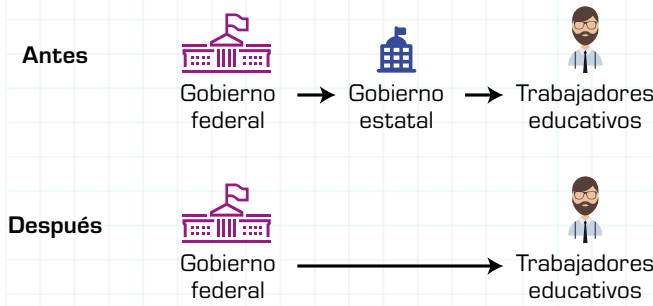 Antes
Gobierno
federal
Gobierno
estatal
Trabajadores
educativos
Después
Gobierno
federal
Trabajadores
educativos